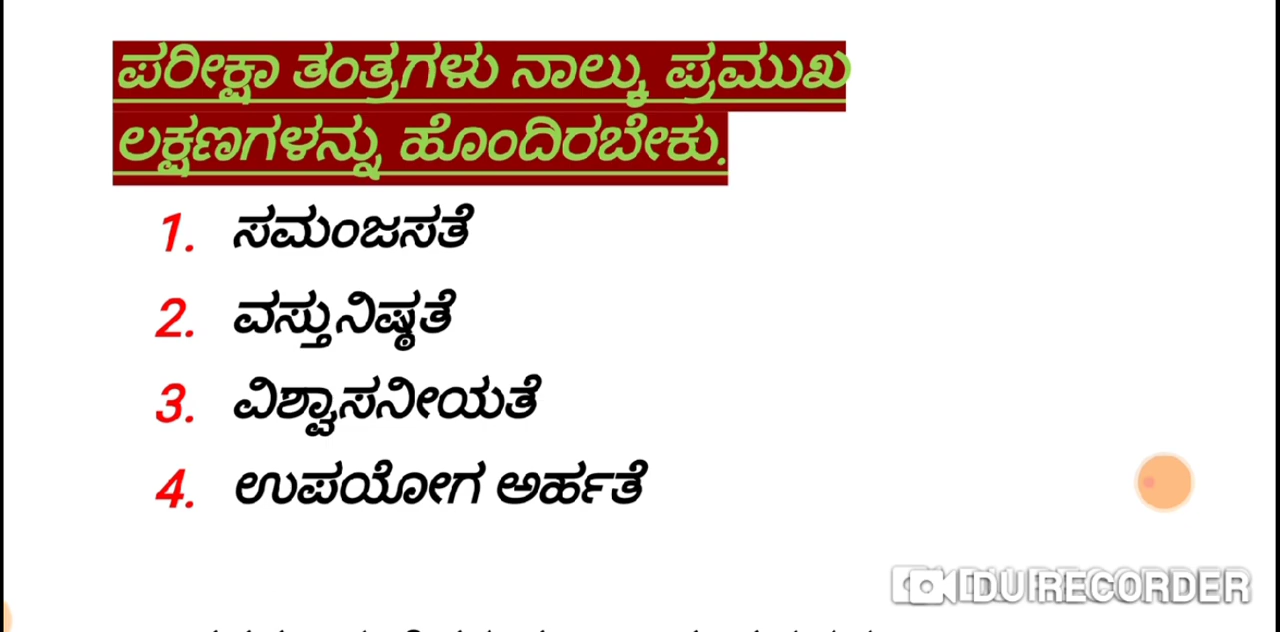 ಪರೀಕ್ಷಾ ತಂತ್ರಗಳು ನಾಲ್ಕು ಪ್ರಮುಖ
ಲಕ್ಷಣಗಳನ್ನು ಹೊಂದಿರಬೇಕು.
1. ಸಮಂಜಸತೆ
2. ವಸ್ತುನಿಷ್ಠತೆ
3. ವಿಶ್ವಾಸನೀಯತೆ
4. ಉಪಯೋಗ ಅರ್ಹತೆ
DU RECORDER